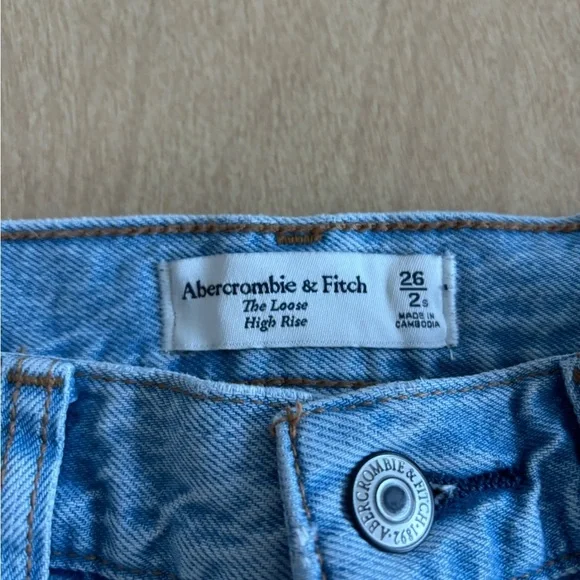 Abercrombie & Fitch
The Loose
High Rise
26
2s
MADE IN
CAMBODIA
ABERCROMBIE & FITCH · 1892 ·